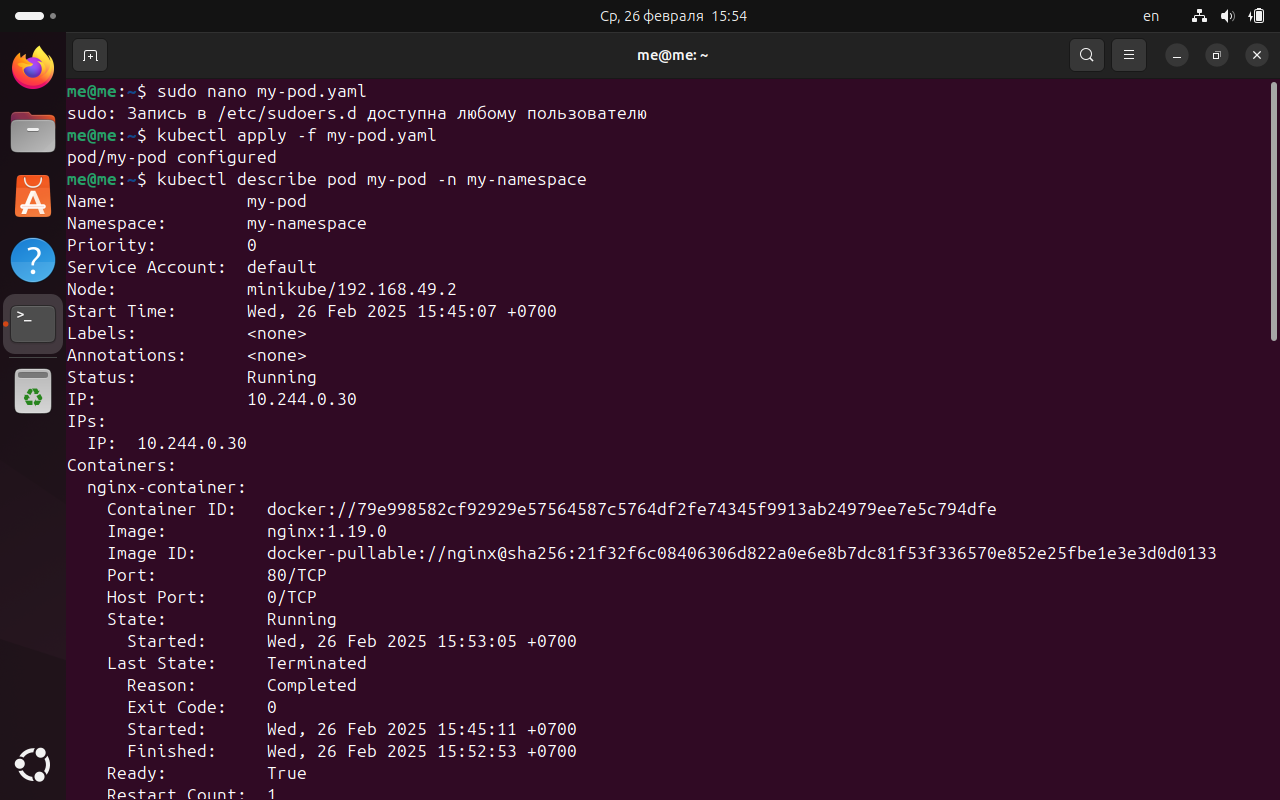 Ср, 26 февраля 15:54
en
me@me: ~
me@me:~$ sudo nano my-pod.yaml
sudo: Запись в /etc/sudoers.d доступна любому пользователю
me@me:~$ kubectl apply -f my-pod.yaml
pod/my-pod configured
me@me:~$ kubectl describe pod my-pod -n my-namespace
Name:             my-pod
Namespace:        my-namespace
Priority:         0
Service Account:  default
Node:             minikube/192.168.49.2
Start Time:       Wed, 26 Feb 2025 15:45:07 +0700
Labels:           <none>
Annotations:      <none>
Status:           Running
IP:               10.244.0.30
IPs:
  IP:  10.244.0.30
Containers:
  nginx-container:
    Container ID:   docker://79e998582cf92929e57564587c5764df2fe74345f9913ab24979ee7e5c794dfe
    Image:          nginx:1.19.0
    Image ID:       docker-pullable://nginx@sha256:21f32f6c08406306d822a0e6e8b7dc81f53f336570e852e25fbe1e3e3d0d0133
    Port:           80/TCP
    Host Port:      0/TCP
    State:          Running
      Started:      Wed, 26 Feb 2025 15:53:05 +0700
    Last State:     Terminated
      Reason:       Completed
      Exit Code:    0
      Started:      Wed, 26 Feb 2025 15:45:11 +0700
      Finished:     Wed, 26 Feb 2025 15:52:53 +0700
    Ready:          True
    Restart Count:  1